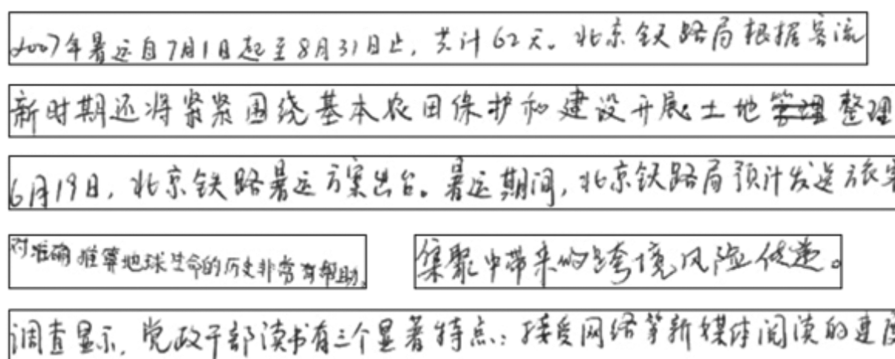 2007年暑运自7月1日起至8月31日止，共计62天。北京铁路局根据客流
新时期还将紧紧围绕基本农田保护和建设开展土地管理整理
6月19日，北京铁路暑运方案出台。暑运期间，北京铁路局预计发送旅客
对准确推算地球生命的历史非常有帮助。
集聚中带来的跨境风险传递。
调查显示，党政干部读书有三个显著特点：接受网络等新媒体阅读的速度